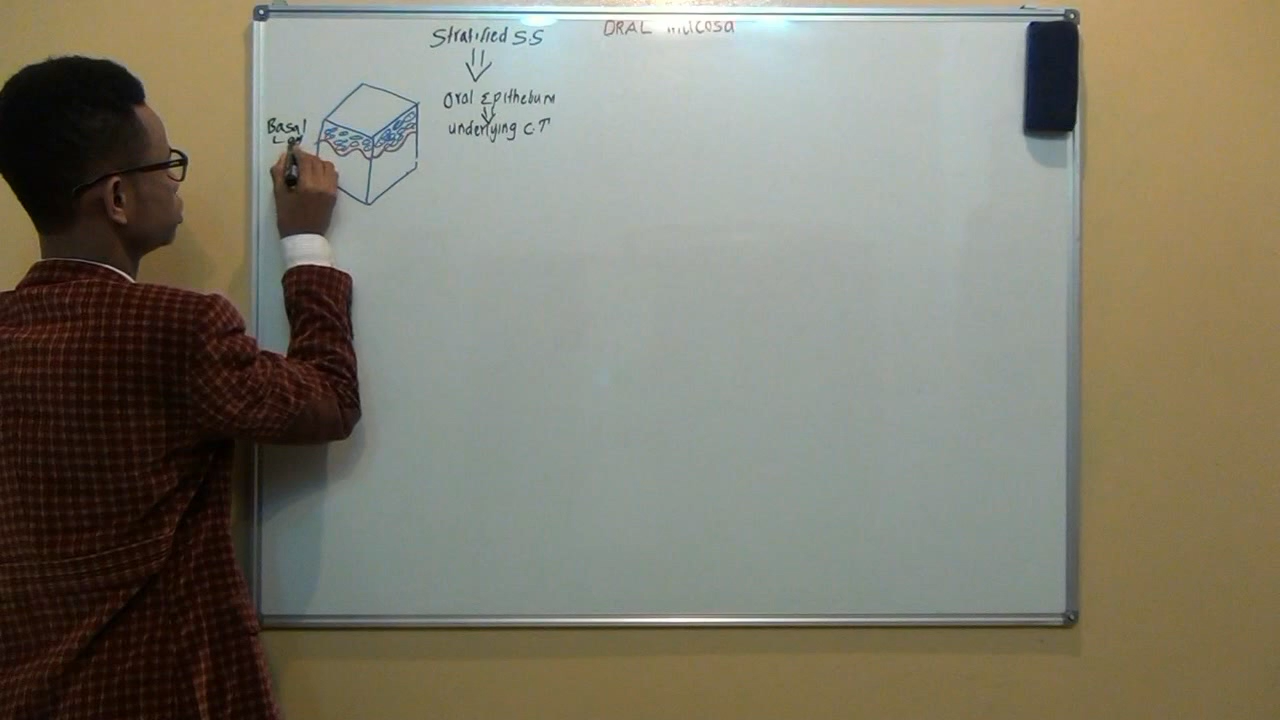 ORAL mucosa
Stratified S.S
Oral Epithelium
underlying C.T
Basal